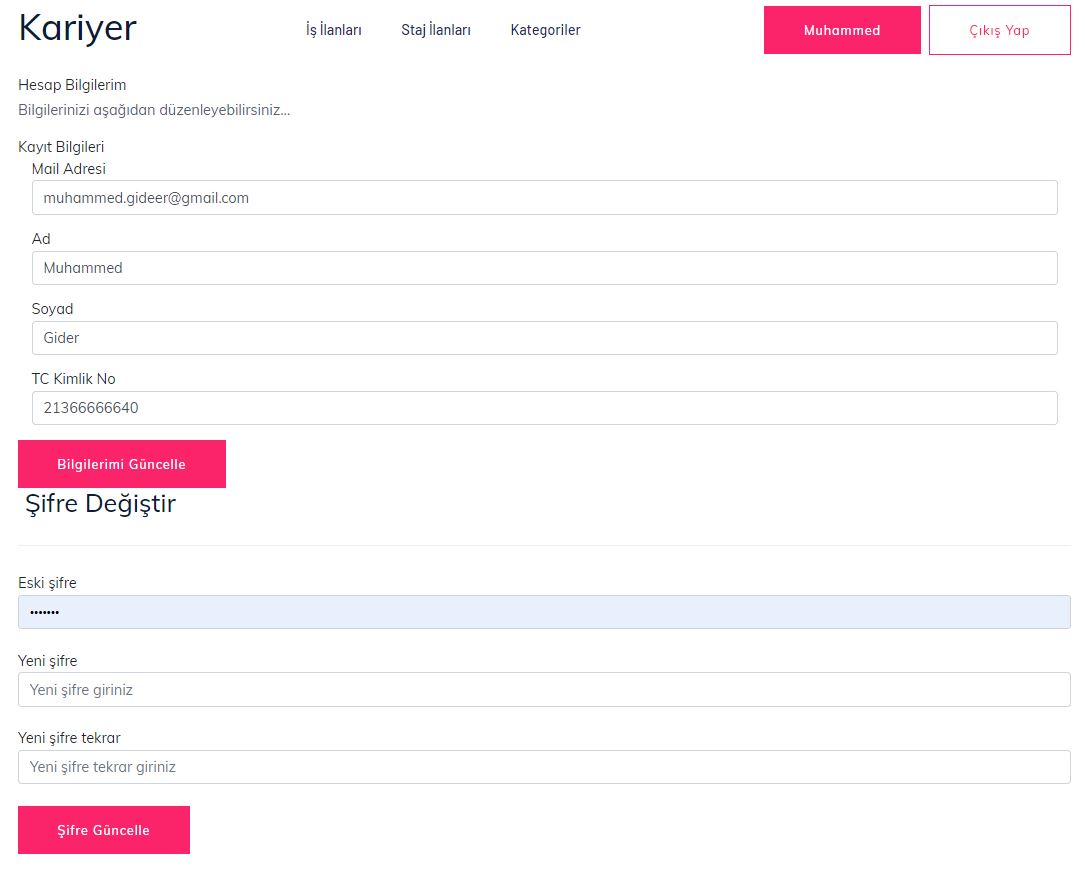 Kariyer
İş İlanları Staj İlanları Kategoriler Muhammed Çıkış Yap
Hesap Bilgilerim
Bilgilerinizi aşağıdan düzenleyebilirsiniz...
Kayıt Bilgileri
Mail Adresi
muhammed.gideer@gmail.com
Ad
Muhammed
Soyad
Gider
TC Kimlik No
21366666640
Bilgilerimi Güncelle
Şifre Değiştir
Eski şifre
•••••••
Yeni şifre
Yeni şifre giriniz
Yeni şifre tekrar
Yeni şifre tekrar giriniz
Şifre Güncelle